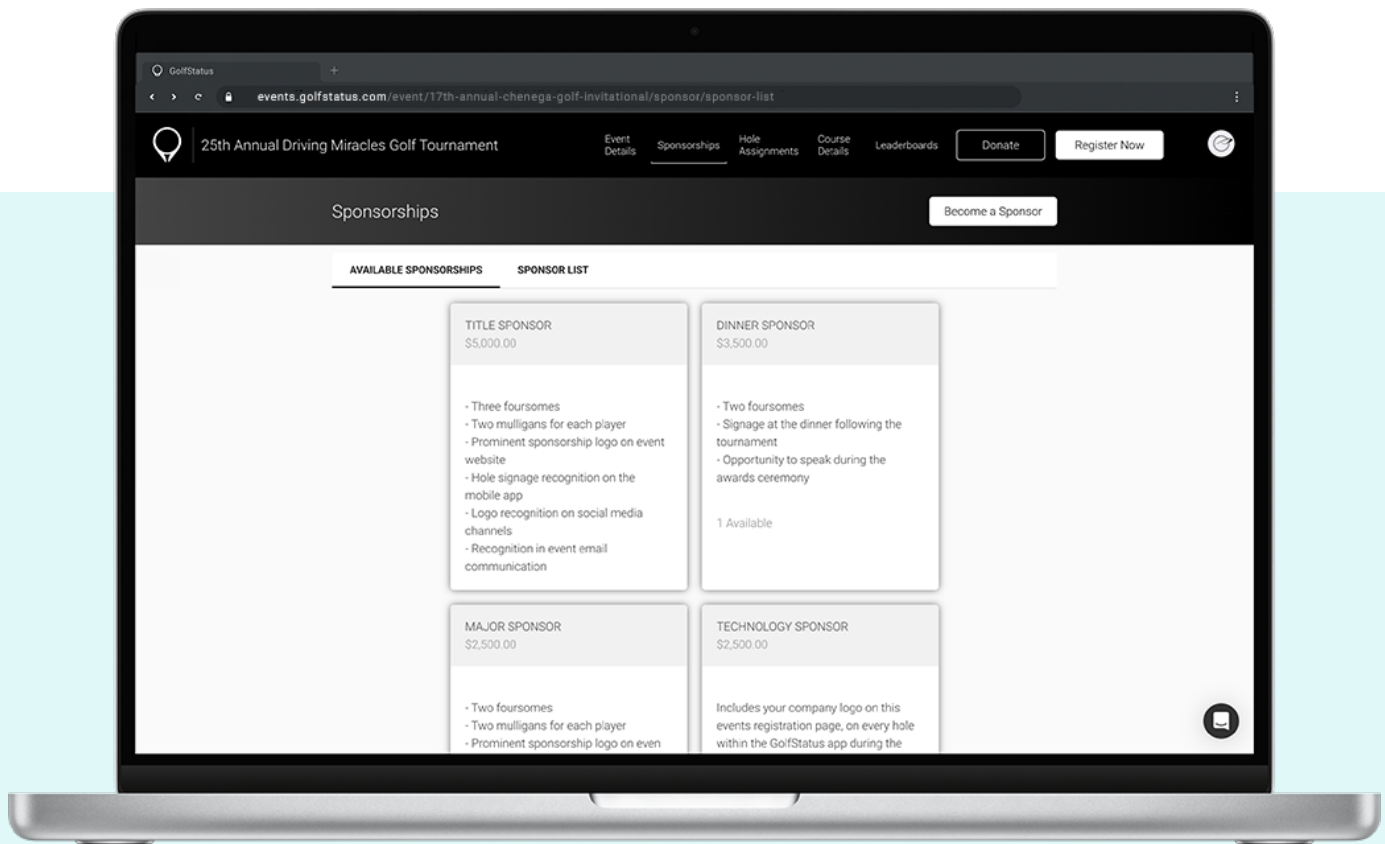 GolfStatus
events.golfstatus.com/event/17th-annual-chenega-golf-invitational/sponsor/sponsor-list
25th Annual Driving Miracles Golf Tournament
Event
Details
Sponsorships
Hole
Assignments
Course
Details
Leaderboards
Donate
Register Now
Sponsorships
Become a Sponsor
AVAILABLE SPONSORSHIPS
SPONSOR LIST
TITLE SPONSOR
$5,000.00
- Three foursomes
- Two mulligans for each player
- Prominent sponsorship logo on event
website
- Hole signage recognition on the
mobile app
- Logo recognition on social media
channels
- Recognition in event email
communication
DINNER SPONSOR
$3,500.00
- Two foursomes
- Signage at the dinner following the
tournament
- Opportunity to speak during the
awards ceremony
1 Available
MAJOR SPONSOR
$2,500.00
- Two foursomes
- Two mulligans for each player
- Prominent sponsorship logo on even
TECHNOLOGY SPONSOR
$2,500.00
Includes your company logo on this
events registration page, on every hole
within the GolfStatus app during the